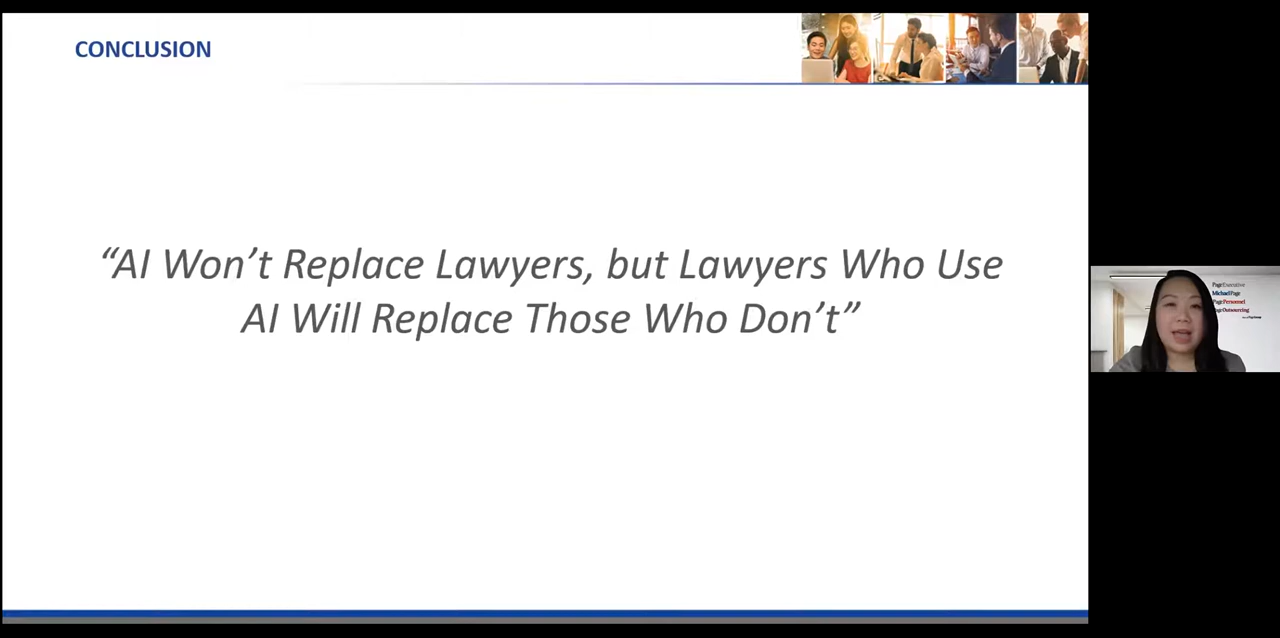 CONCLUSION
“AI Won’t Replace Lawyers, but Lawyers Who Use
AI Will Replace Those Who Don’t”
PageExecutive
MichaelPage
PagePersonnel
PageOutsourcing